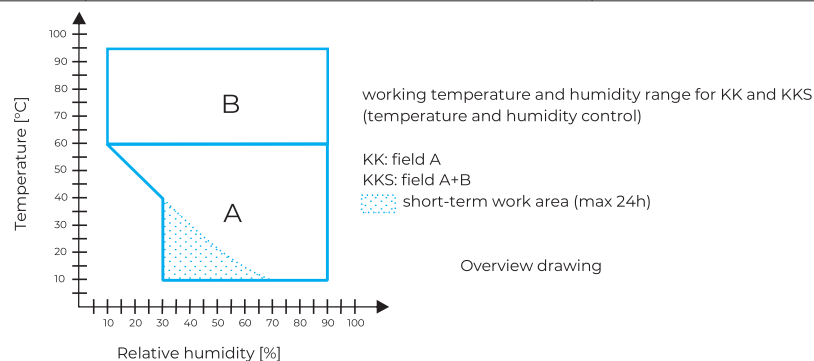 100
90
80
70
60
50
40
30
20
10
Temperature [°C]
B
A
10 20 30 40 50 60 70 80 90 100
Relative humidity [%]
working temperature and humidity range for KK and KKS
(temperature and humidity control)
KK: field A
KKS: field A+B
short-term work area (max 24h)
Overview drawing